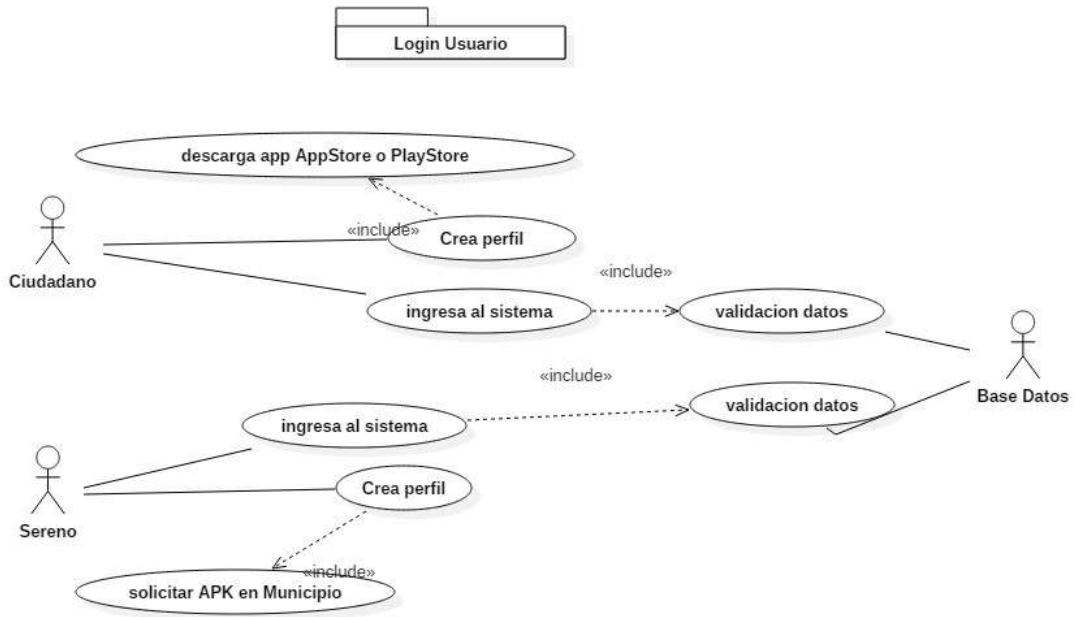 Login Usuario
descarga app AppStore o PlayStore
«include»
Crea perfil
Ciudadano
«include»
ingresa al sistema
validacion datos
«include»
Base Datos
validacion datos
ingresa al sistema
Crea perfil
Sereno
«include»
solicitar APK en Municipio